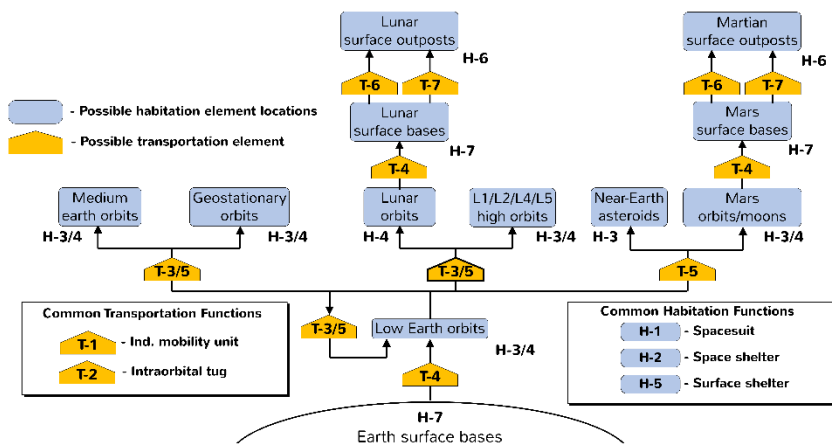 Lunar
surface outposts
H-6
Martian
surface outposts
H-6
T-6
T-7
T-6
T-7
- Possible habitation element locations
- Possible transportation element
Lunar
surface bases
H-7
Mars
surface bases
H-7
T-4
T-4
Medium
earth orbits
H-3/4
Geostationary
orbits
H-3/4
Lunar
orbits
H-4
L1/L2/L4/L5
high orbits
H-3/4
Near-Earth
asteroids
H-3
Mars
orbits/moons
H-3/4
T-3/5
T-3/5
T-5
Common Transportation Functions
T-1 - Ind. mobility unit
T-2 - Intraorbital tug
T-3/5
Low Earth orbits
H-3/4
T-4
Common Habitation Functions
H-1 - Spacesuit
H-2 - Space shelter
H-5 - Surface shelter
H-7
Earth surface bases